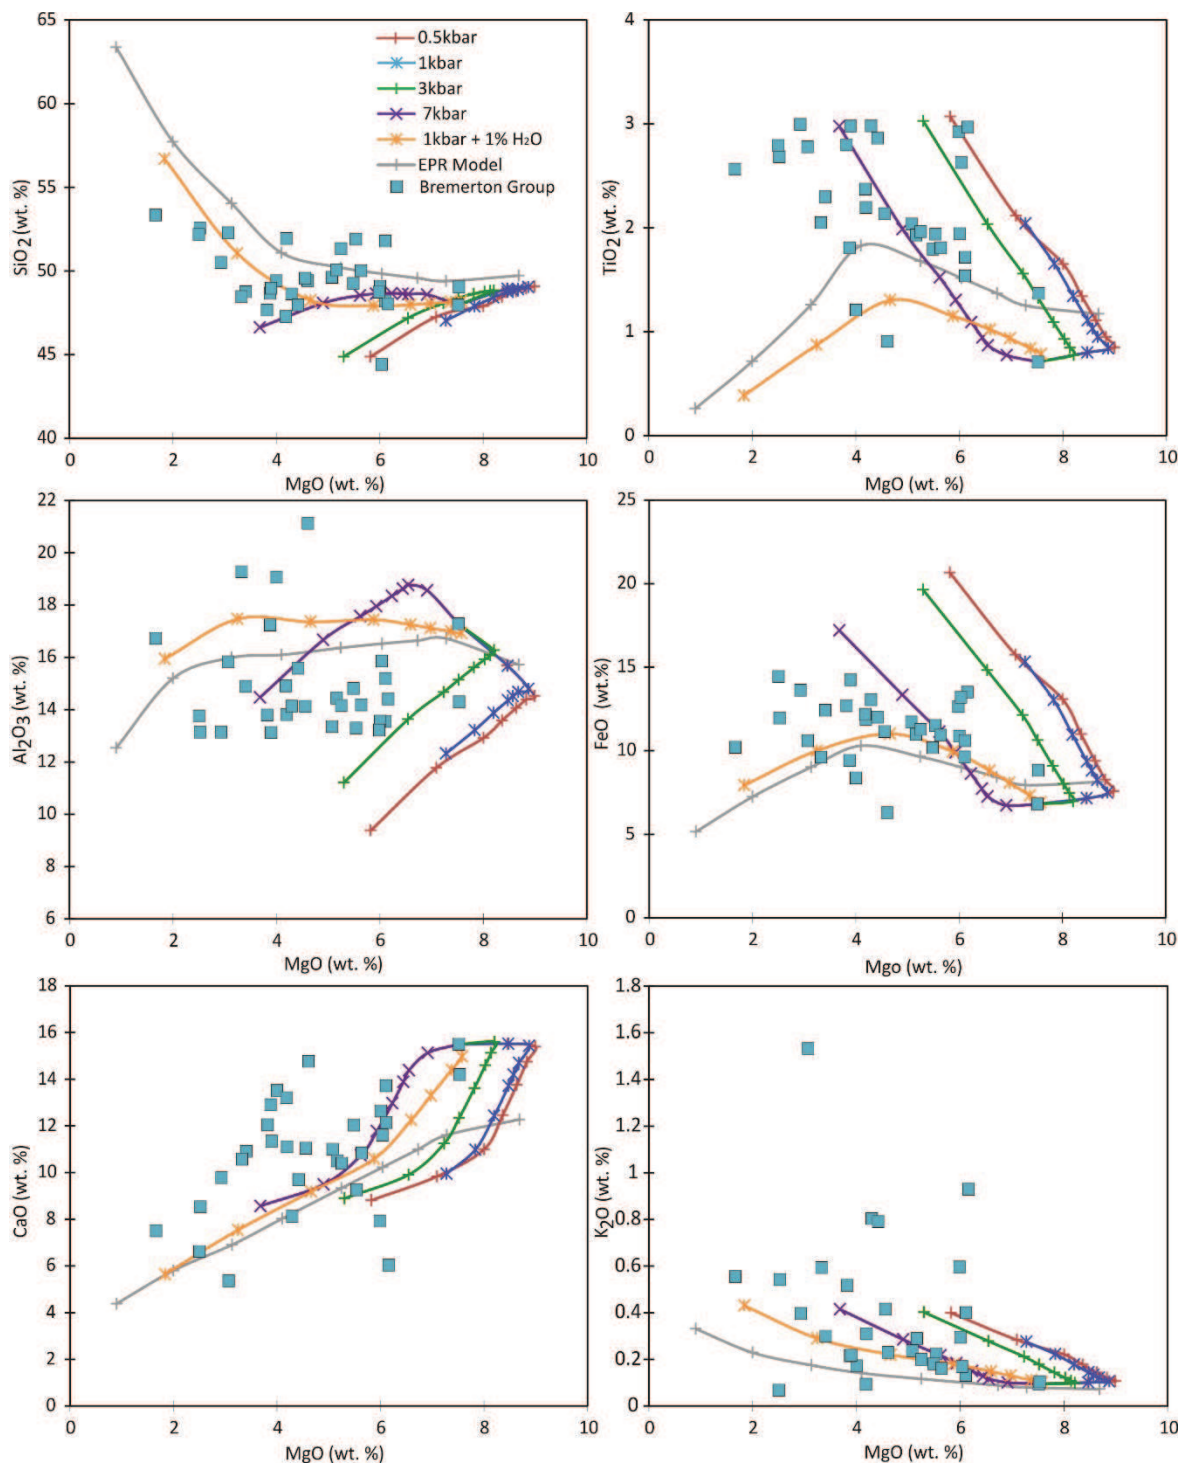 65
60
55
50
45
40
SiO2 (wt. %)
0 2 4 6 8 10
MgO (wt. %)
0.5kbar
1kbar
3kbar
7kbar
1kbar + 1% H2O
EPR Model
Bremerton Group
4
3
2
1
0
TiO2 (wt. %)
0 2 4 6 8 10
MgO (wt. %)
22
20
18
16
14
12
10
8
6
Al2O3 (wt. %)
0 2 4 6 8 10
MgO (wt. %)
25
20
15
10
5
0
FeO (wt.%)
0 2 4 6 8 10
Mgo (wt. %)
18
16
14
12
10
8
6
4
2
0
CaO (wt. %)
0 2 4 6 8 10
MgO (wt. %)
1.8
1.6
1.4
1.2
1
0.8
0.6
0.4
0.2
0
K2O (wt. %)
0 2 4 6 8 10
MgO (wt. %)